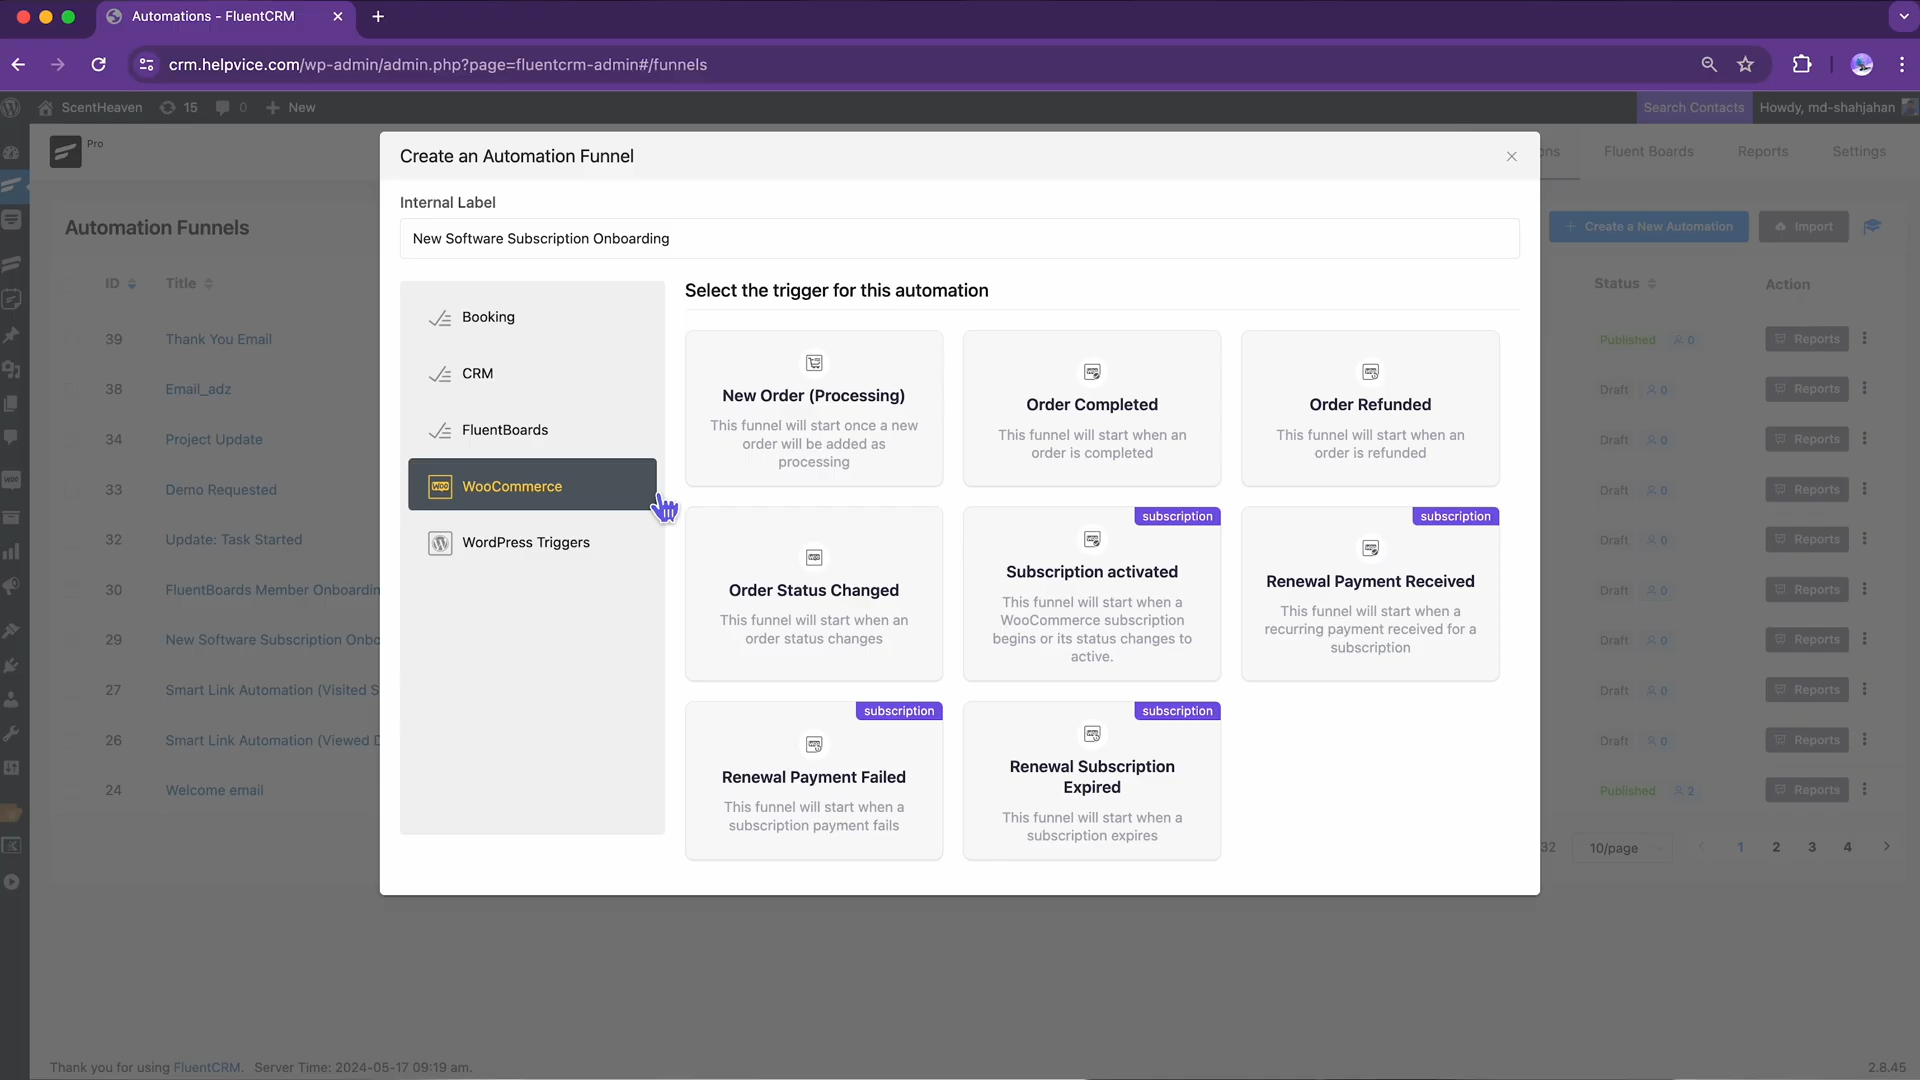 Automations - FluentCRM
crm.helpvice.com/wp-admin/admin.php?page=fluentcrm-admin#/funnels
ScentHeaven
15
0
New
Search Contacts
Howdy, md-shahjahan
Pro
Fluent Boards
Reports
Settings
Create an Automation Funnel
Internal Label
New Software Subscription Onboarding
Automation Funnels
Create a New Automation
Import
ID
Title
Status
Action
39
Thank You Email
Published
0
Reports
38
Email_adz
Draft
0
Reports
34
Project Update
Draft
0
Reports
33
Demo Requested
Draft
0
Reports
32
Update: Task Started
Draft
0
Reports
30
FluentBoards Member Onboardin
Draft
0
Reports
29
New Software Subscription Onbo
Draft
0
Reports
27
Smart Link Automation (Visited S
Draft
0
Reports
26
Smart Link Automation (Viewed D
Draft
0
Reports
24
Welcome email
Published
2
Reports
Booking
CRM
FluentBoards
WOO
WooCommerce
WordPress Triggers
Select the trigger for this automation
New Order (Processing)
This funnel will start once a new
order will be added as
processing
Order Completed
This funnel will start when an
order is completed
Order Refunded
This funnel will start when an
order is refunded
Order Status Changed
This funnel will start when an
order status changes
subscription
Subscription activated
This funnel will start when a
WooCommerce subscription
begins or its status changes to
active.
subscription
Renewal Payment Received
This funnel will start when a
recurring payment received for a
subscription
subscription
Renewal Payment Failed
This funnel will start when a
subscription payment fails
subscription
Renewal Subscription
Expired
This funnel will start when a
subscription expires
32
10/page
1
2
3
4
Thank you for using FluentCRM.
Server Time: 2024-05-17 09:19 am.
2.8.45